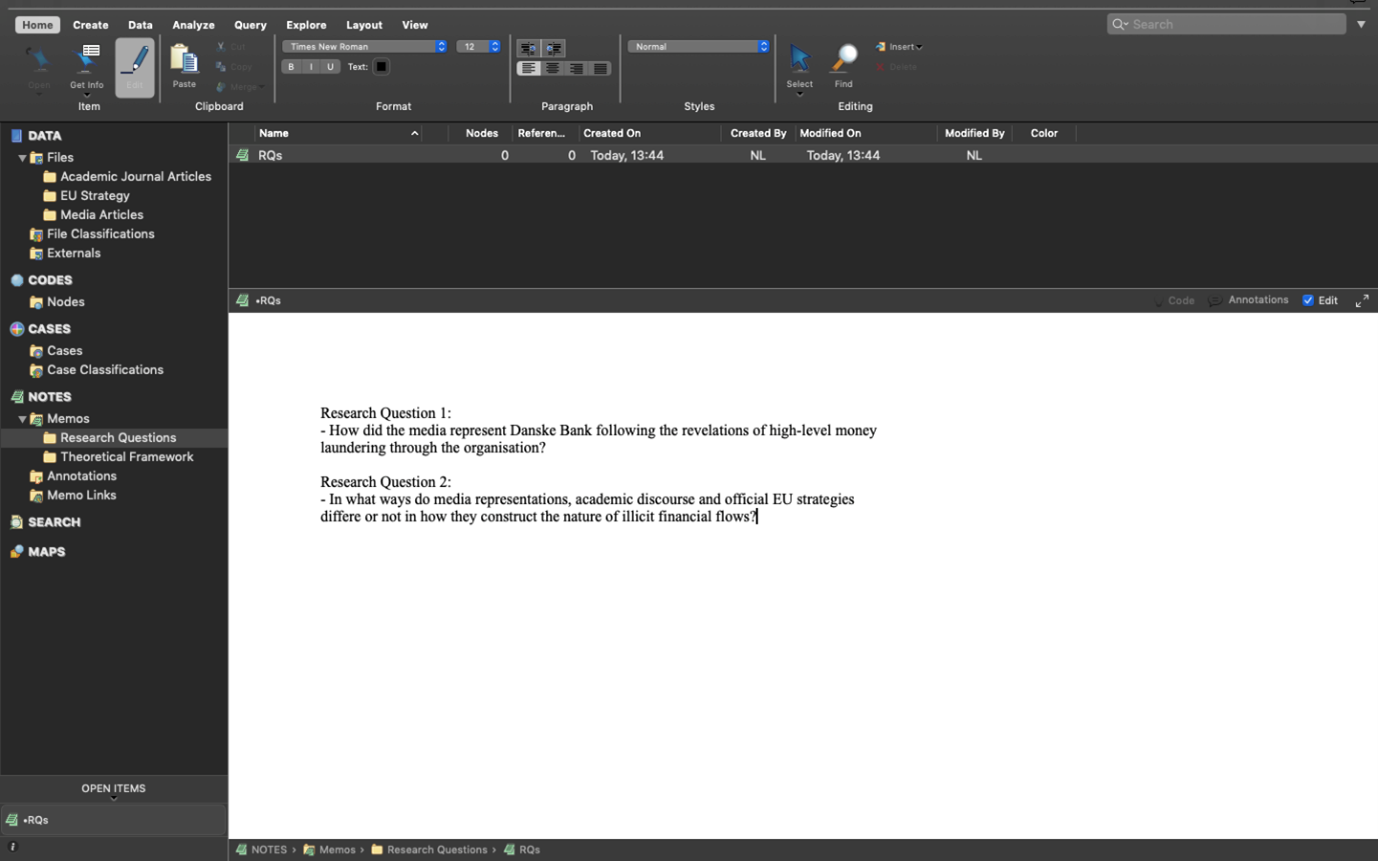 Home Create Data Analyze Query Explore Layout View
Search
Open
Get Info
Edit
Item
Paste
Cut
Copy
Merge
Clipboard
Times New Roman
12
B I U Text:
Format
Paragraph
Normal
Styles
Select
Find
Insert
Delete
Editing
DATA
Files
Academic Journal Articles
EU Strategy
Media Articles
File Classifications
Externals
CODES
Nodes
CASES
Cases
Case Classifications
NOTES
Memos
Research Questions
Theoretical Framework
Annotations
Memo Links
SEARCH
MAPS
OPEN ITEMS
•RQs
i
Name Nodes Referen... Created On Created By Modified On Modified By Color
RQs 0 0 Today, 13:44 NL Today, 13:44 NL
•RQs Code Annotations Edit
Research Question 1:
- How did the media represent Danske Bank following the revelations of high-level money
laundering through the organisation?
Research Question 2:
- In what ways do media representations, academic discourse and official EU strategies
differe or not in how they construct the nature of illicit financial flows?
NOTES › Memos › Research Questions › RQs